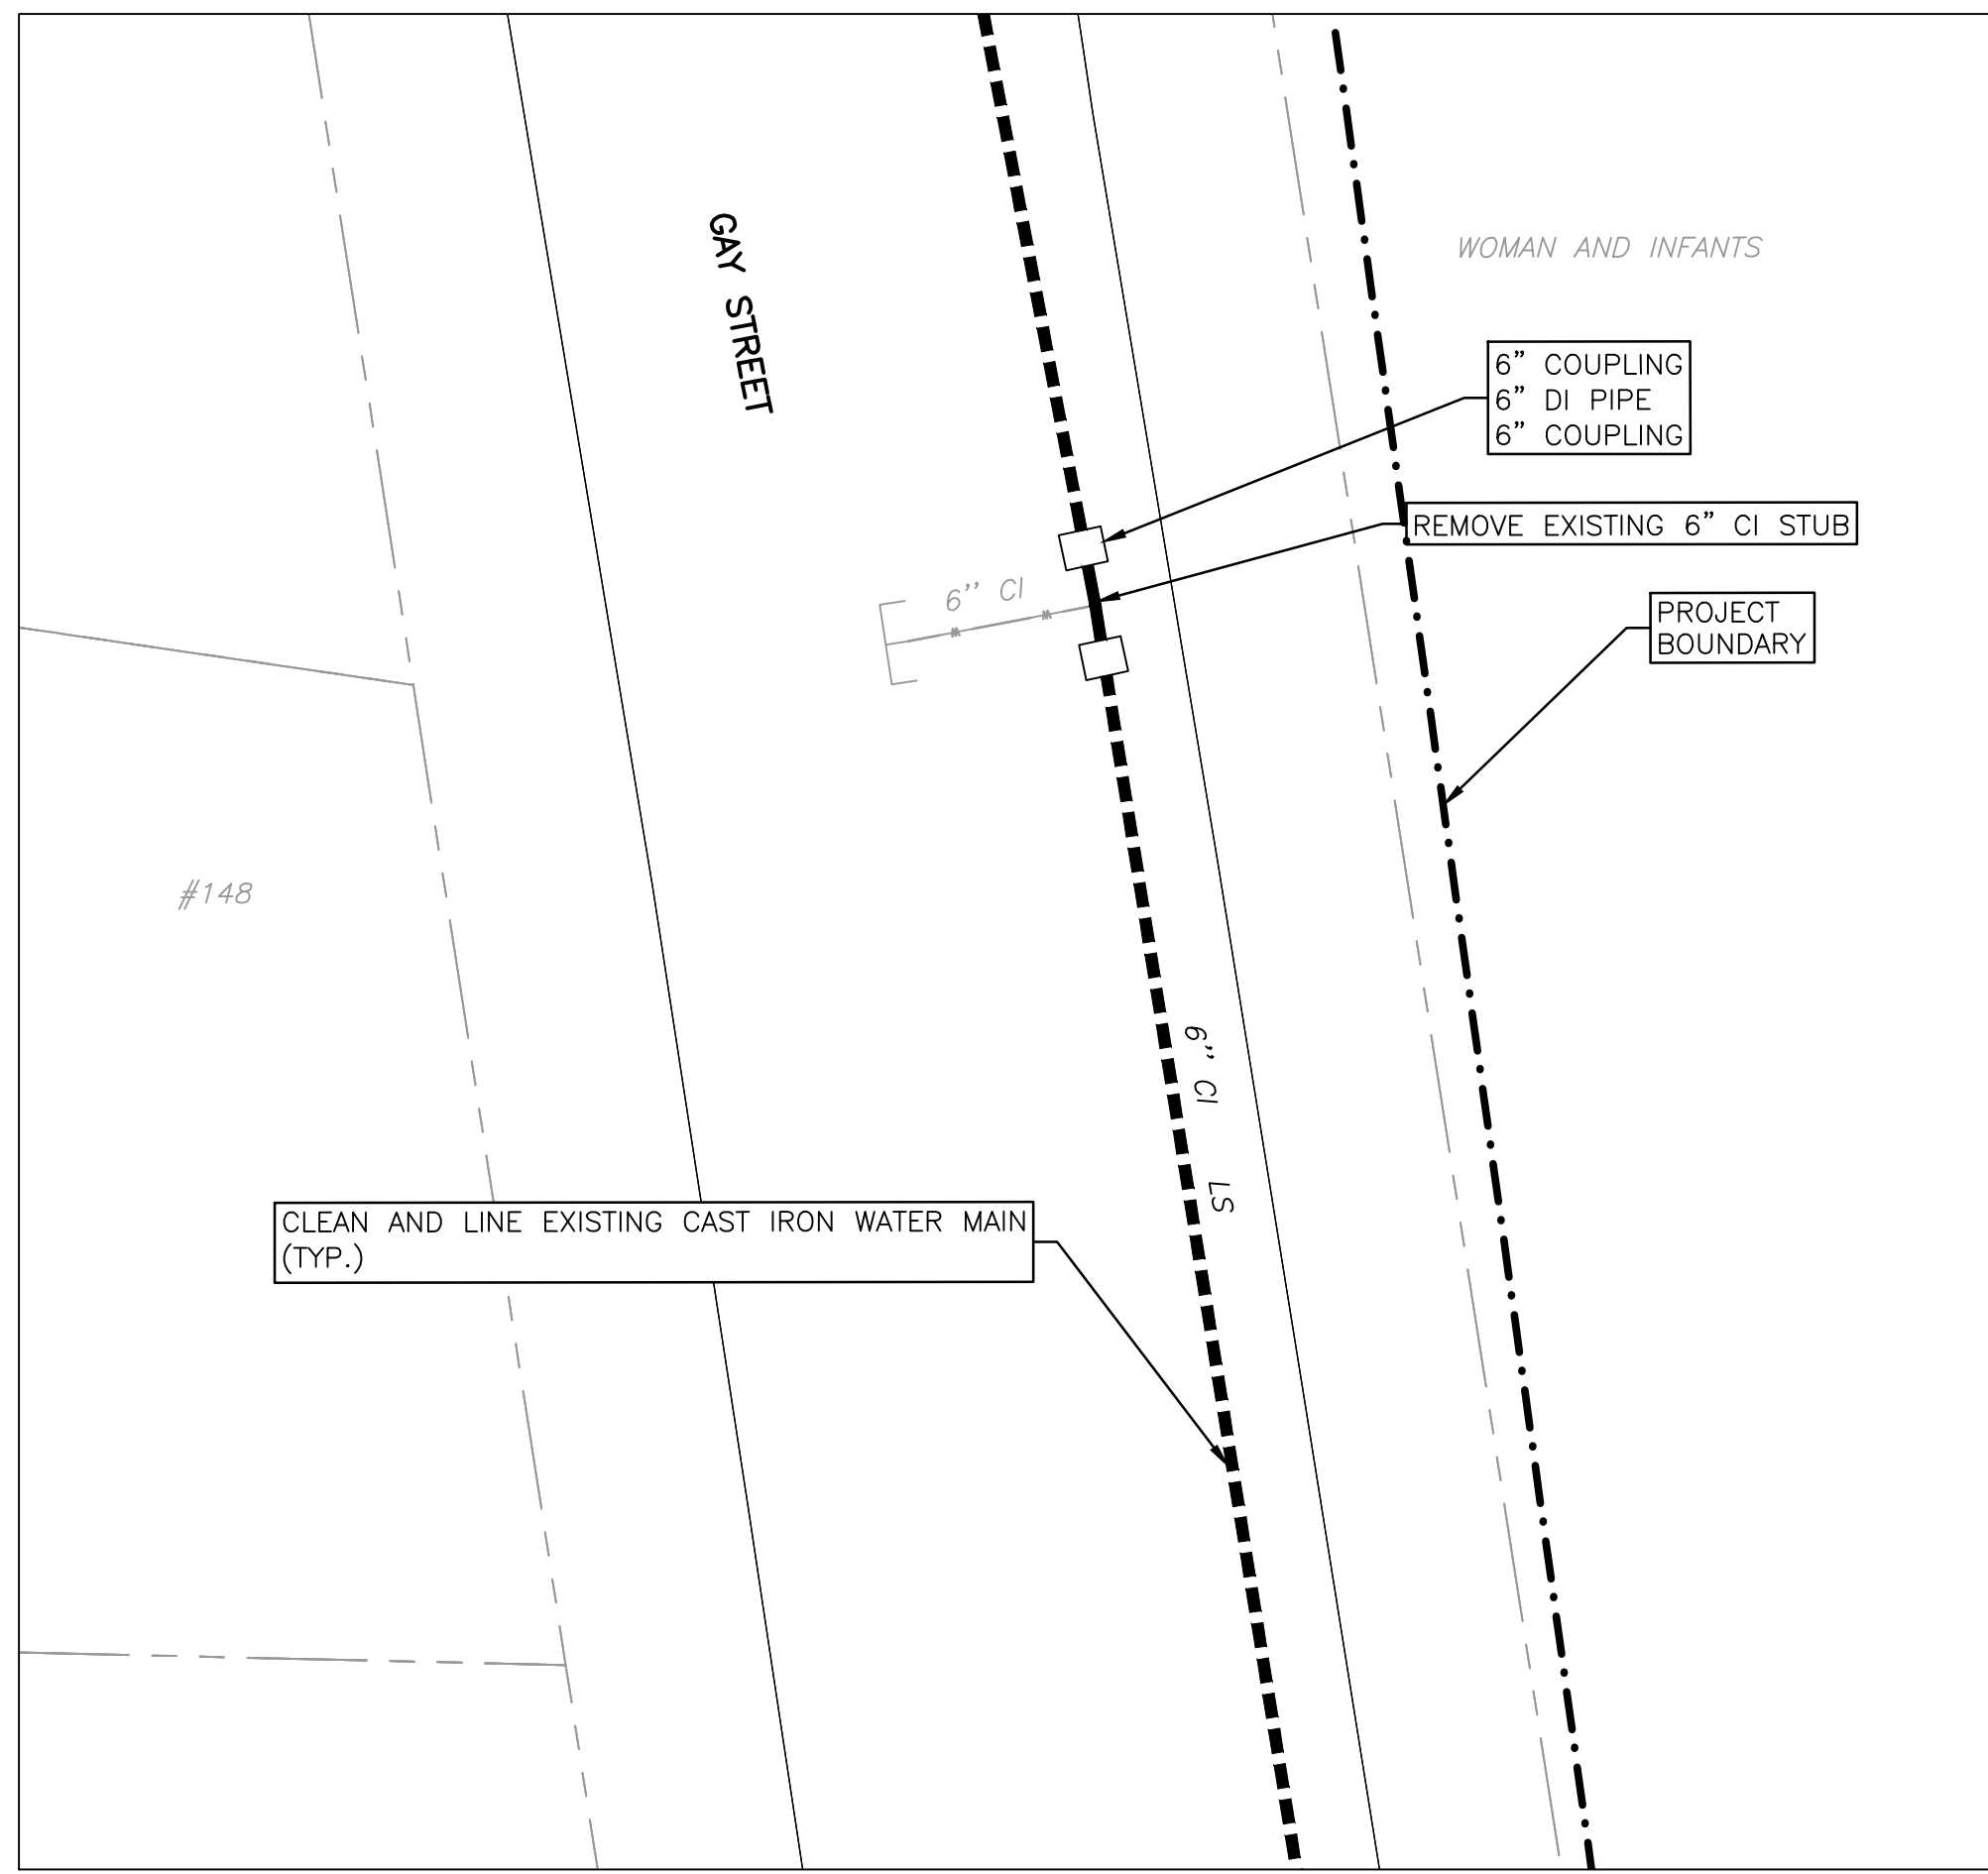 GAY STREET
WOMAN AND INFANTS
6" COUPLING
6" DI PIPE
6" COUPLING
REMOVE EXISTING 6" CI STUB
6" CI
PROJECT
BOUNDARY
#148
6" CI LS
CLEAN AND LINE EXISTING CAST IRON WATER MAIN
(TYP.)